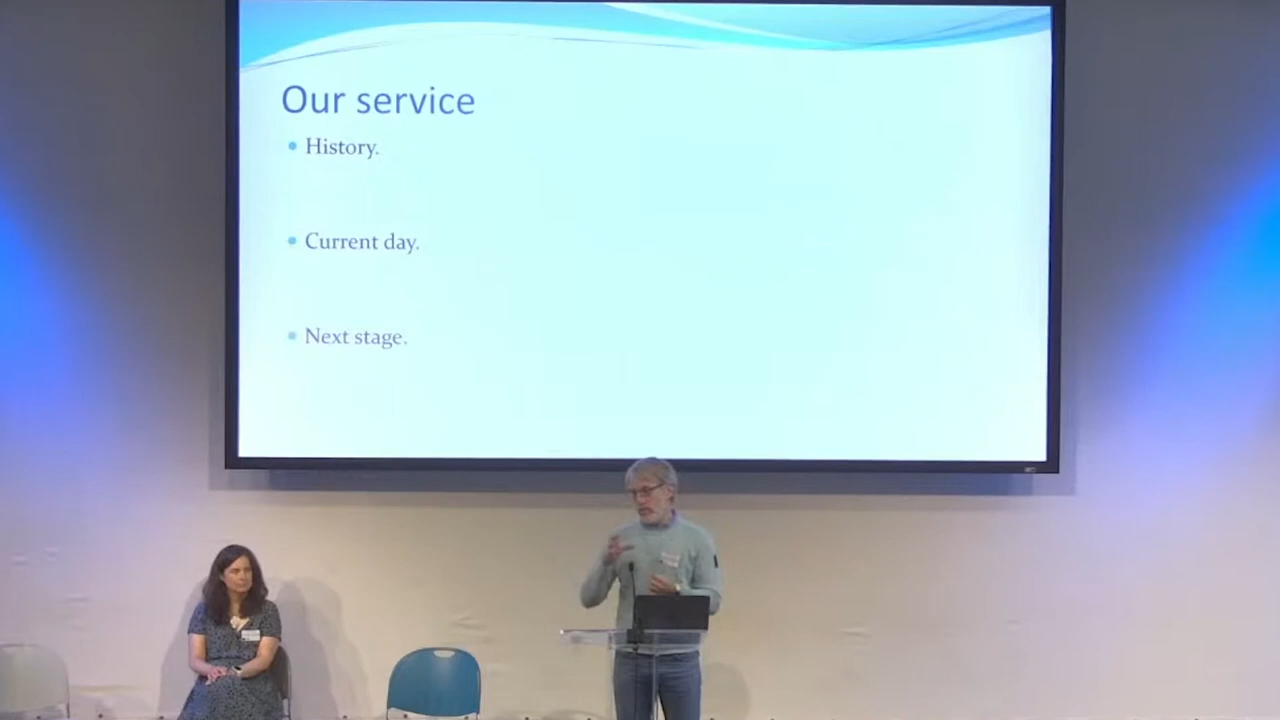 Our service
• History.
• Current day.
• Next stage.